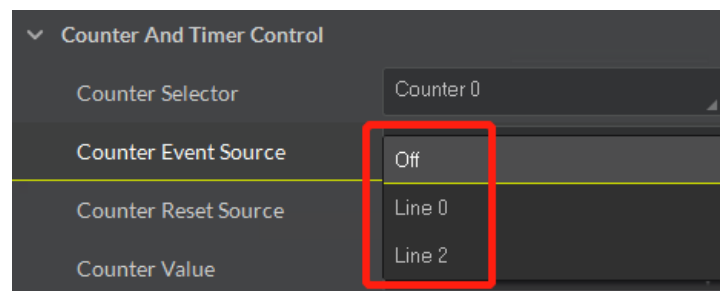 Counter And Timer Control
Counter Selector Counter 0
Counter Event Source Off
Counter Reset Source Line 0
Counter Value Line 2